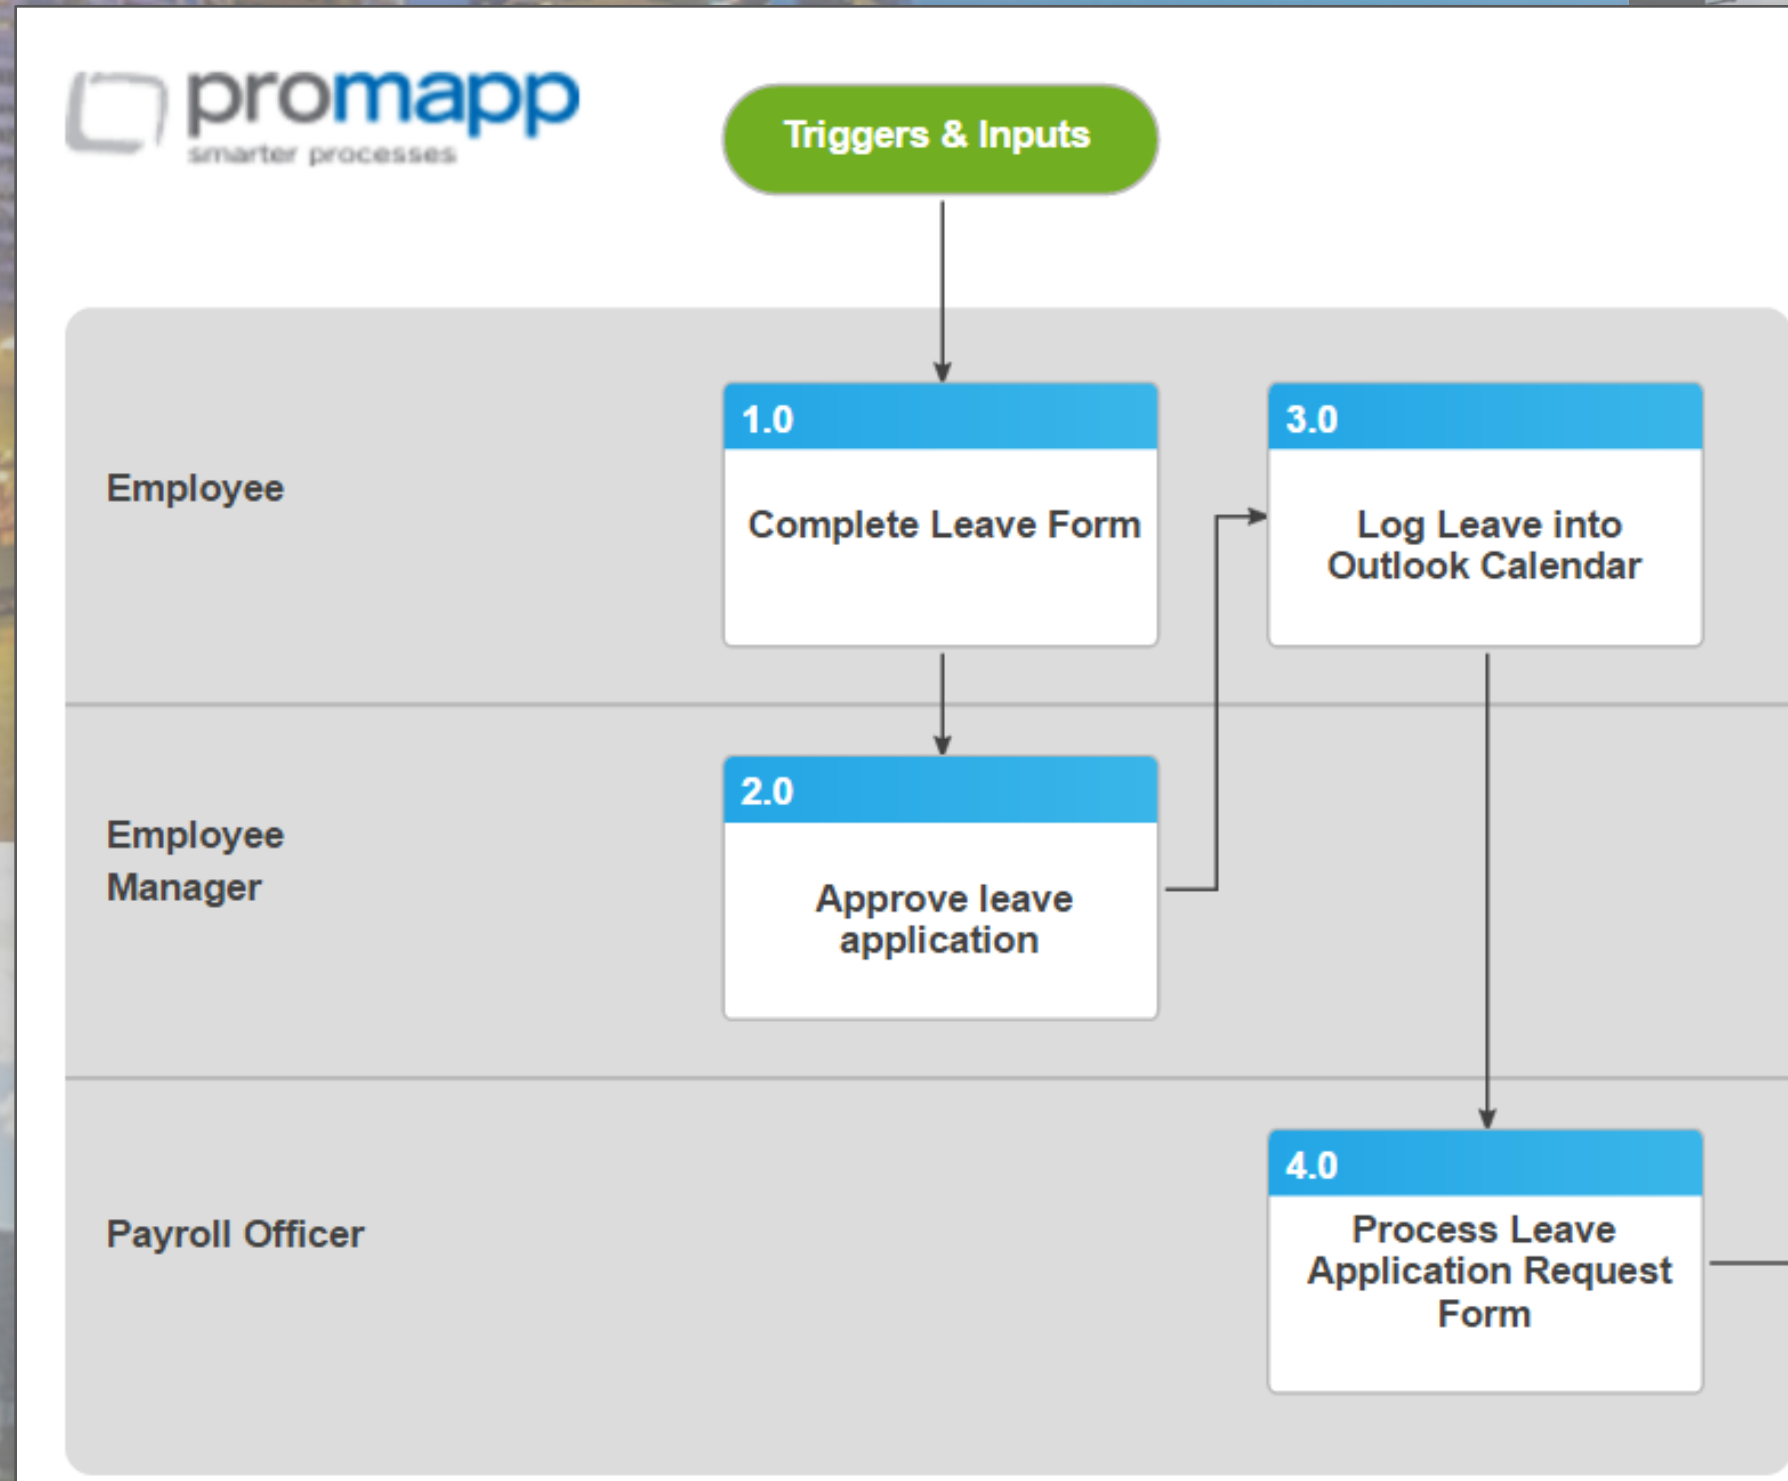 promapp
smarter processes
Triggers & Inputs
Employee
1.0
Complete Leave Form
3.0
Log Leave into
Outlook Calendar
Employee
Manager
2.0
Approve leave
application
Payroll Officer
4.0
Process Leave
Application Request
Form